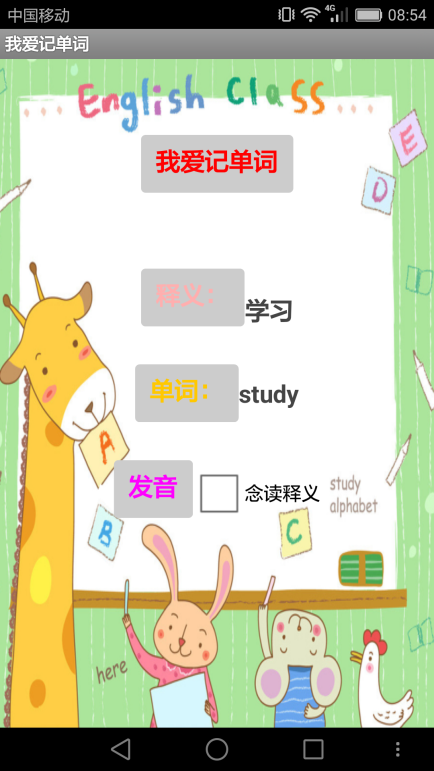 中国移动 4G 08:54
我爱记单词
English Class
E
D
我爱记单词
释义： 学习
单词： study
A
发音 念读释义
study
alphabet
B
C
here